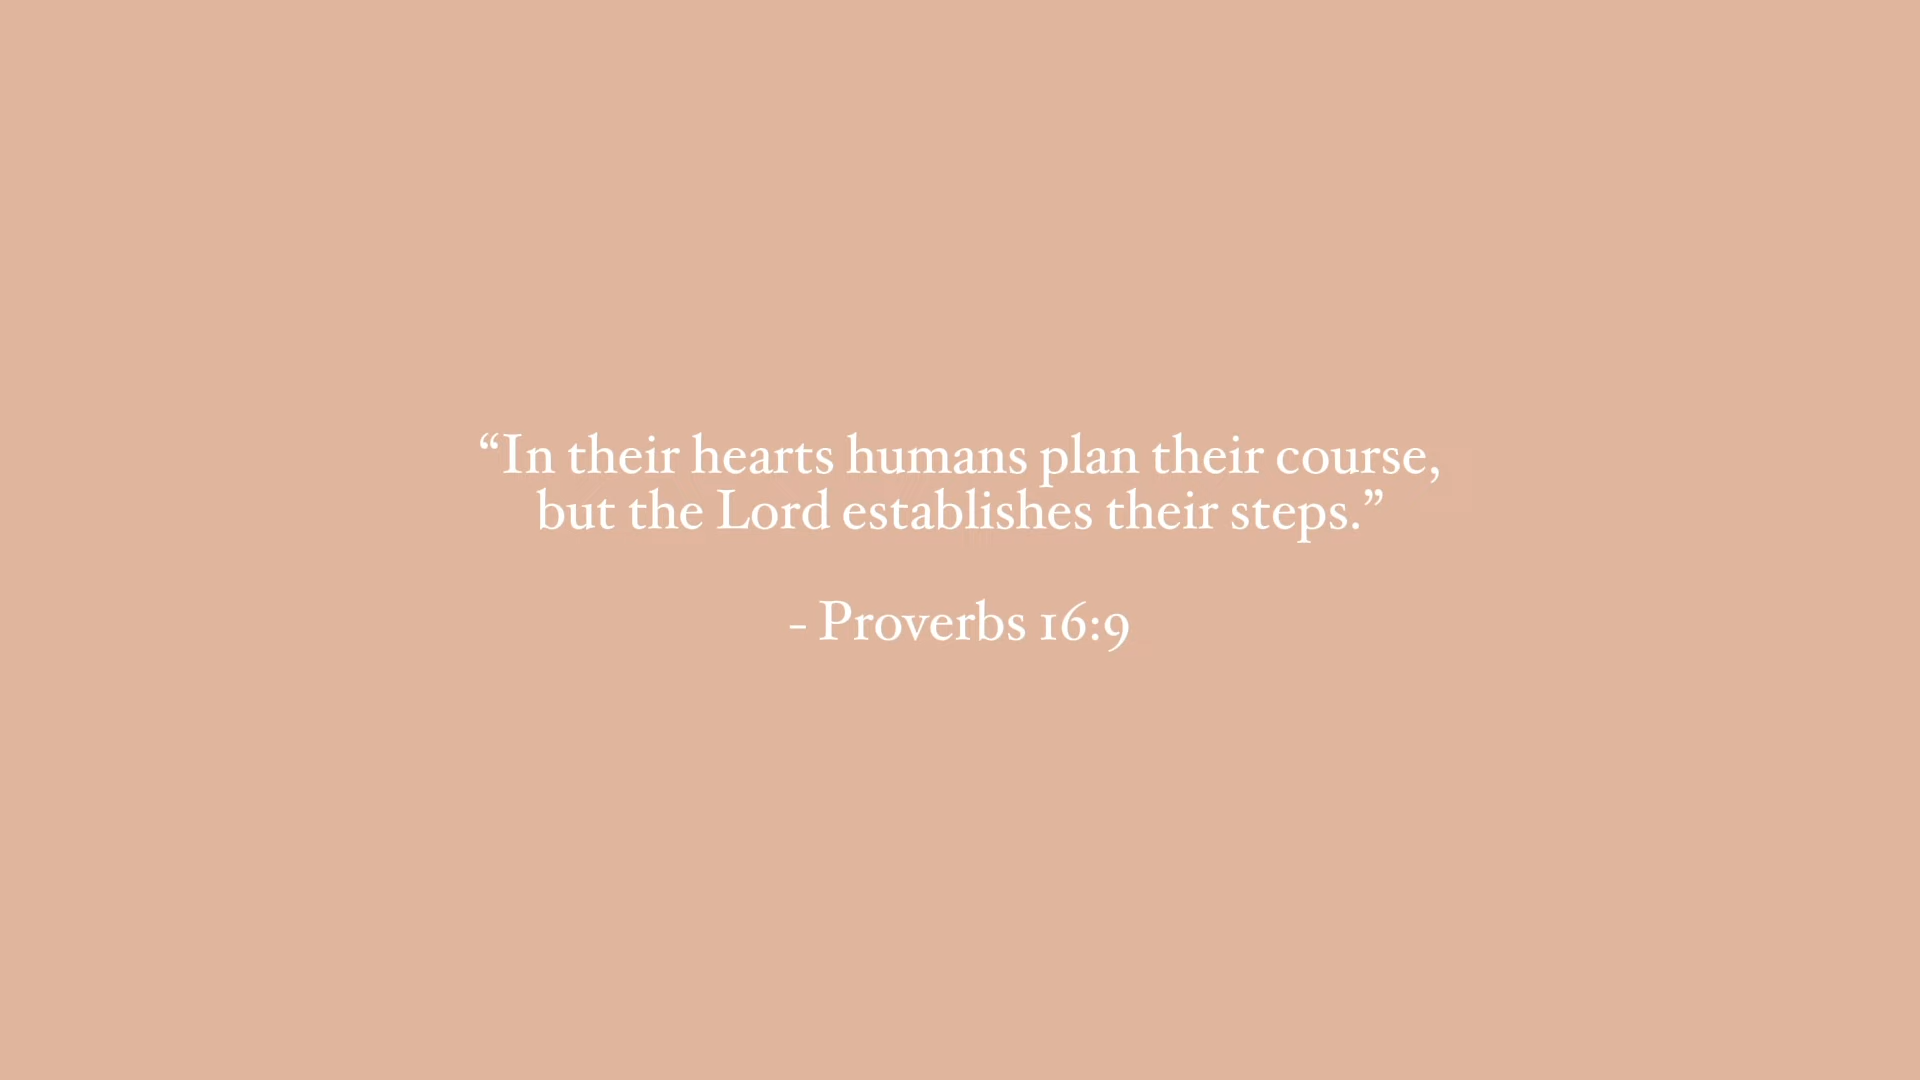 “In their hearts humans plan their course,
but the Lord establishes their steps.”
- Proverbs 16:9